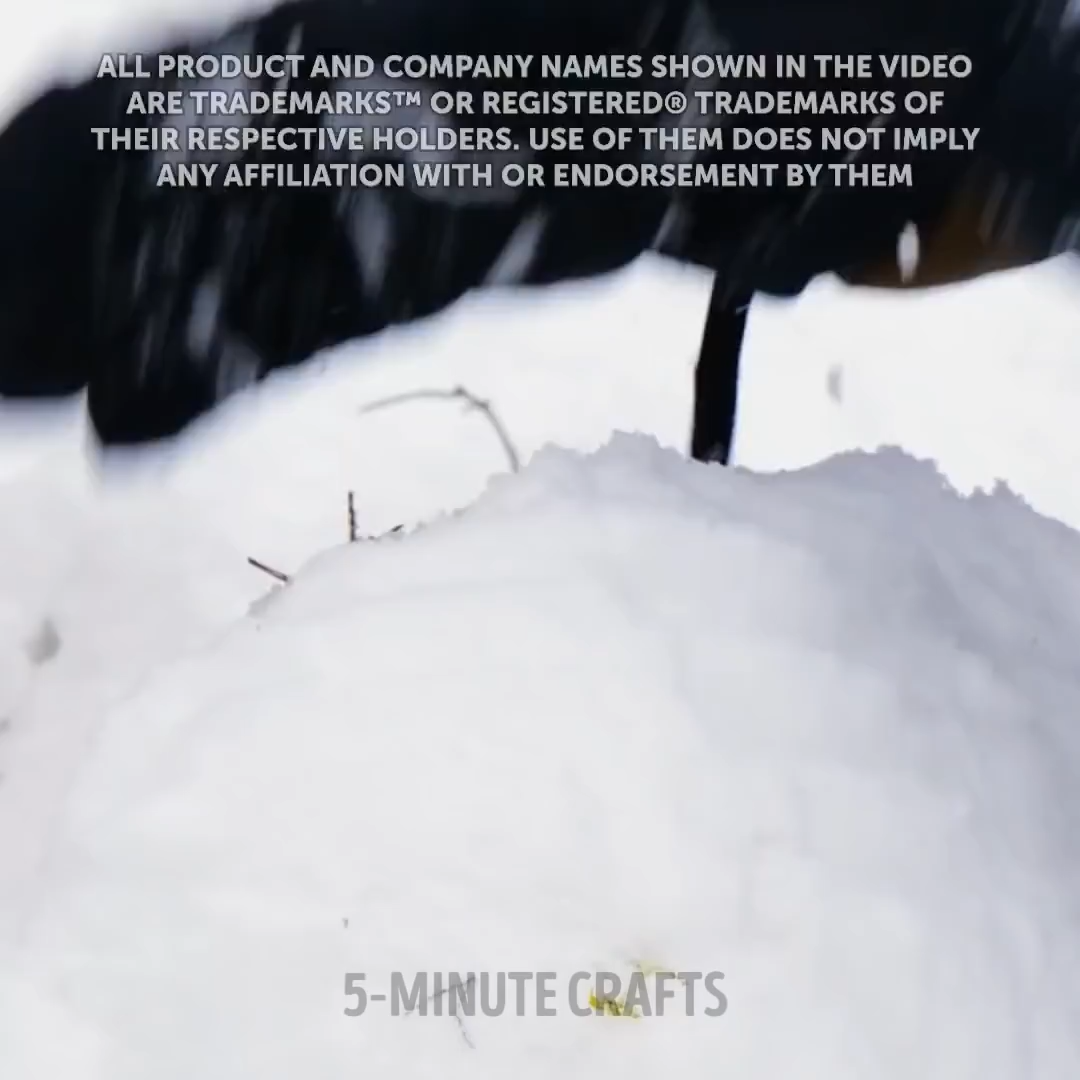 ALL PRODUCT AND COMPANY NAMES SHOWN IN THE VIDEO
ARE TRADEMARKS™ OR REGISTERED® TRADEMARKS OF
THEIR RESPECTIVE HOLDERS. USE OF THEM DOES NOT IMPLY
ANY AFFILIATION WITH OR ENDORSEMENT BY THEM
5-MINUTE CRAFTS